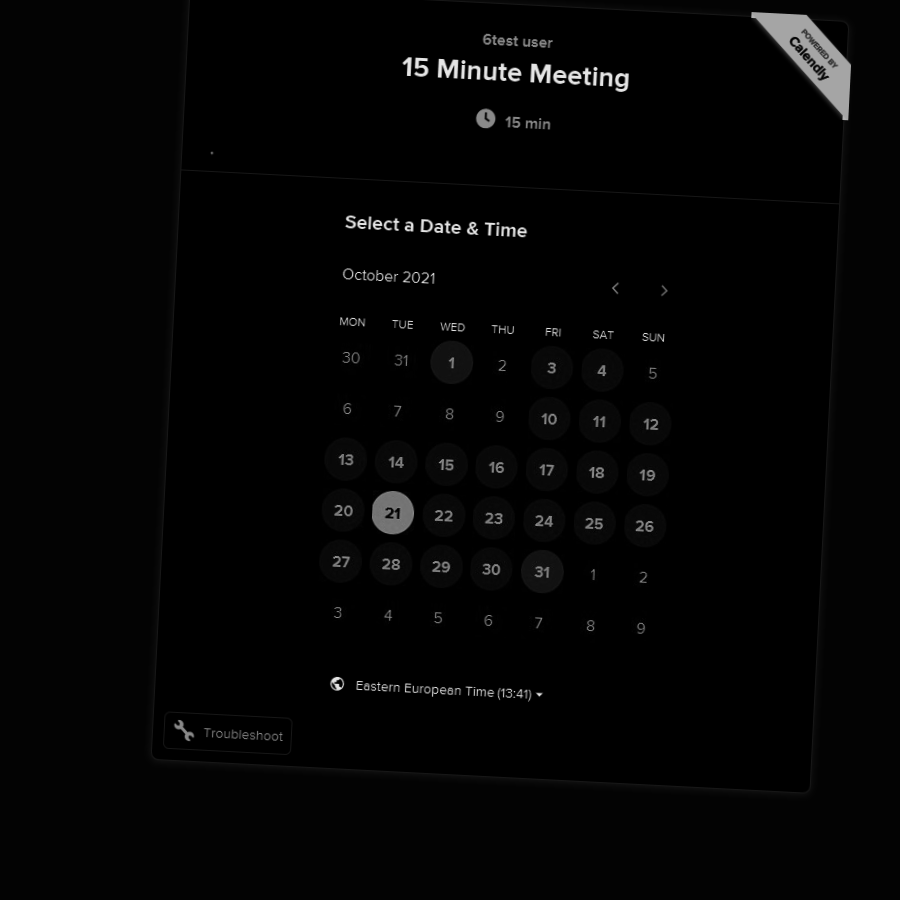 POWERED BY
Calendly
6test user
15 Minute Meeting
15 min
Select a Date & Time
October 2021
MON TUE WED THU FRI SAT SUN
30 31 1 2 3 4 5
6 7 8 9 10 11 12
13 14 15 16 17 18 19
20 21 22 23 24 25 26
27 28 29 30 31 1 2
3 4 5 6 7 8 9
Eastern European Time (13:41)
Troubleshoot